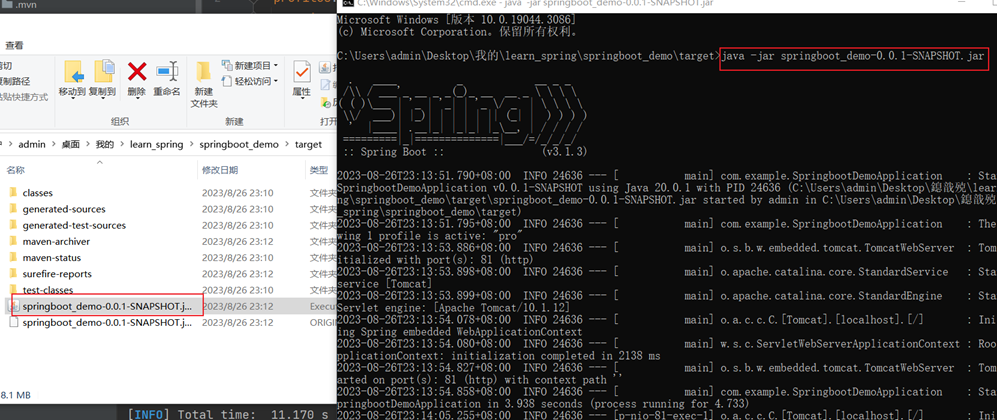 .mvn
查看
剪切
复制路径
粘贴快捷方式
移动到 复制到 删除 重命名
新建
文件夹
新建项目
轻松访问
属性
组织
新建
打开
admin › 桌面 › 我的 › learn_spring › springboot_demo › target
名称 修改日期 类型
classes 2023/8/26 23:10 文件夹
generated-sources 2023/8/26 23:10 文件夹
generated-test-sources 2023/8/26 23:10 文件夹
maven-archiver 2023/8/26 23:12 文件夹
maven-status 2023/8/26 23:10 文件夹
surefire-reports 2023/8/26 23:12 文件夹
test-classes 2023/8/26 23:10 文件夹
springboot_demo-0.0.1-SNAPSHOT.j... 2023/8/26 23:12 Execu
springboot_demo-0.0.1-SNAPSHOT.j... 2023/8/26 23:12 ORIGI
8.1 MB
[INFO] Total time:  11.170 s
C:\Windows\System32\cmd.exe - java  -jar springboot_demo-0.0.1-SNAPSHOT.jar
Microsoft Windows [版本 10.0.19044.3086]
(c) Microsoft Corporation。保留所有权利。
C:\Users\admin\Desktop\我的\learn_spring\springboot_demo\target>java -jar springboot_demo-0.0.1-SNAPSHOT.jar
:: Spring Boot ::                (v3.1.3)
2023-08-26T23:13:51.790+08:00  INFO 24636 --- [           main] com.example.SpringbootDemoApplication    : Sta
SpringbootDemoApplication v0.0.1-SNAPSHOT using Java 20.0.1 with PID 24636 (C:\Users\admin\Desktop\鎴戠殑\lear
ng\springboot_demo\target\springboot_demo-0.0.1-SNAPSHOT.jar started by admin in C:\Users\admin\Desktop\鎴戠殑
_spring\springboot_demo\target)
2023-08-26T23:13:51.795+08:00  INFO 24636 --- [           main] com.example.SpringbootDemoApplication    : The
wing 1 profile is active: "pro"
2023-08-26T23:13:53.886+08:00  INFO 24636 --- [           main] o.s.b.w.embedded.tomcat.TomcatWebServer  : Tom
itialized with port(s): 81 (http)
2023-08-26T23:13:53.898+08:00  INFO 24636 --- [           main] o.apache.catalina.core.StandardService   : Sta
service [Tomcat]
2023-08-26T23:13:53.899+08:00  INFO 24636 --- [           main] o.apache.catalina.core.StandardEngine    : Sta
Servlet engine: [Apache Tomcat/10.1.12]
2023-08-26T23:13:54.078+08:00  INFO 24636 --- [           main] o.a.c.c.C.[Tomcat].[localhost].[/]       : Ini
ing Spring embedded WebApplicationContext
2023-08-26T23:13:54.080+08:00  INFO 24636 --- [           main] w.s.c.ServletWebServerApplicationContext : Roo
pplicationContext: initialization completed in 2138 ms
2023-08-26T23:13:54.827+08:00  INFO 24636 --- [           main] o.s.b.w.embedded.tomcat.TomcatWebServer  : Tom
arted on port(s): 81 (http) with context path ''
2023-08-26T23:13:54.858+08:00  INFO 24636 --- [           main] com.example.SpringbootDemoApplication    : Sta
pringbootDemoApplication in 3.938 seconds (process running for 4.733)
2023-08-26T23:14:05.255+08:00  INFO 24636 --- [p-nio-81-exec-1] o.a.c.c.C.[Tomcat].[localhost].[/]       : Ini